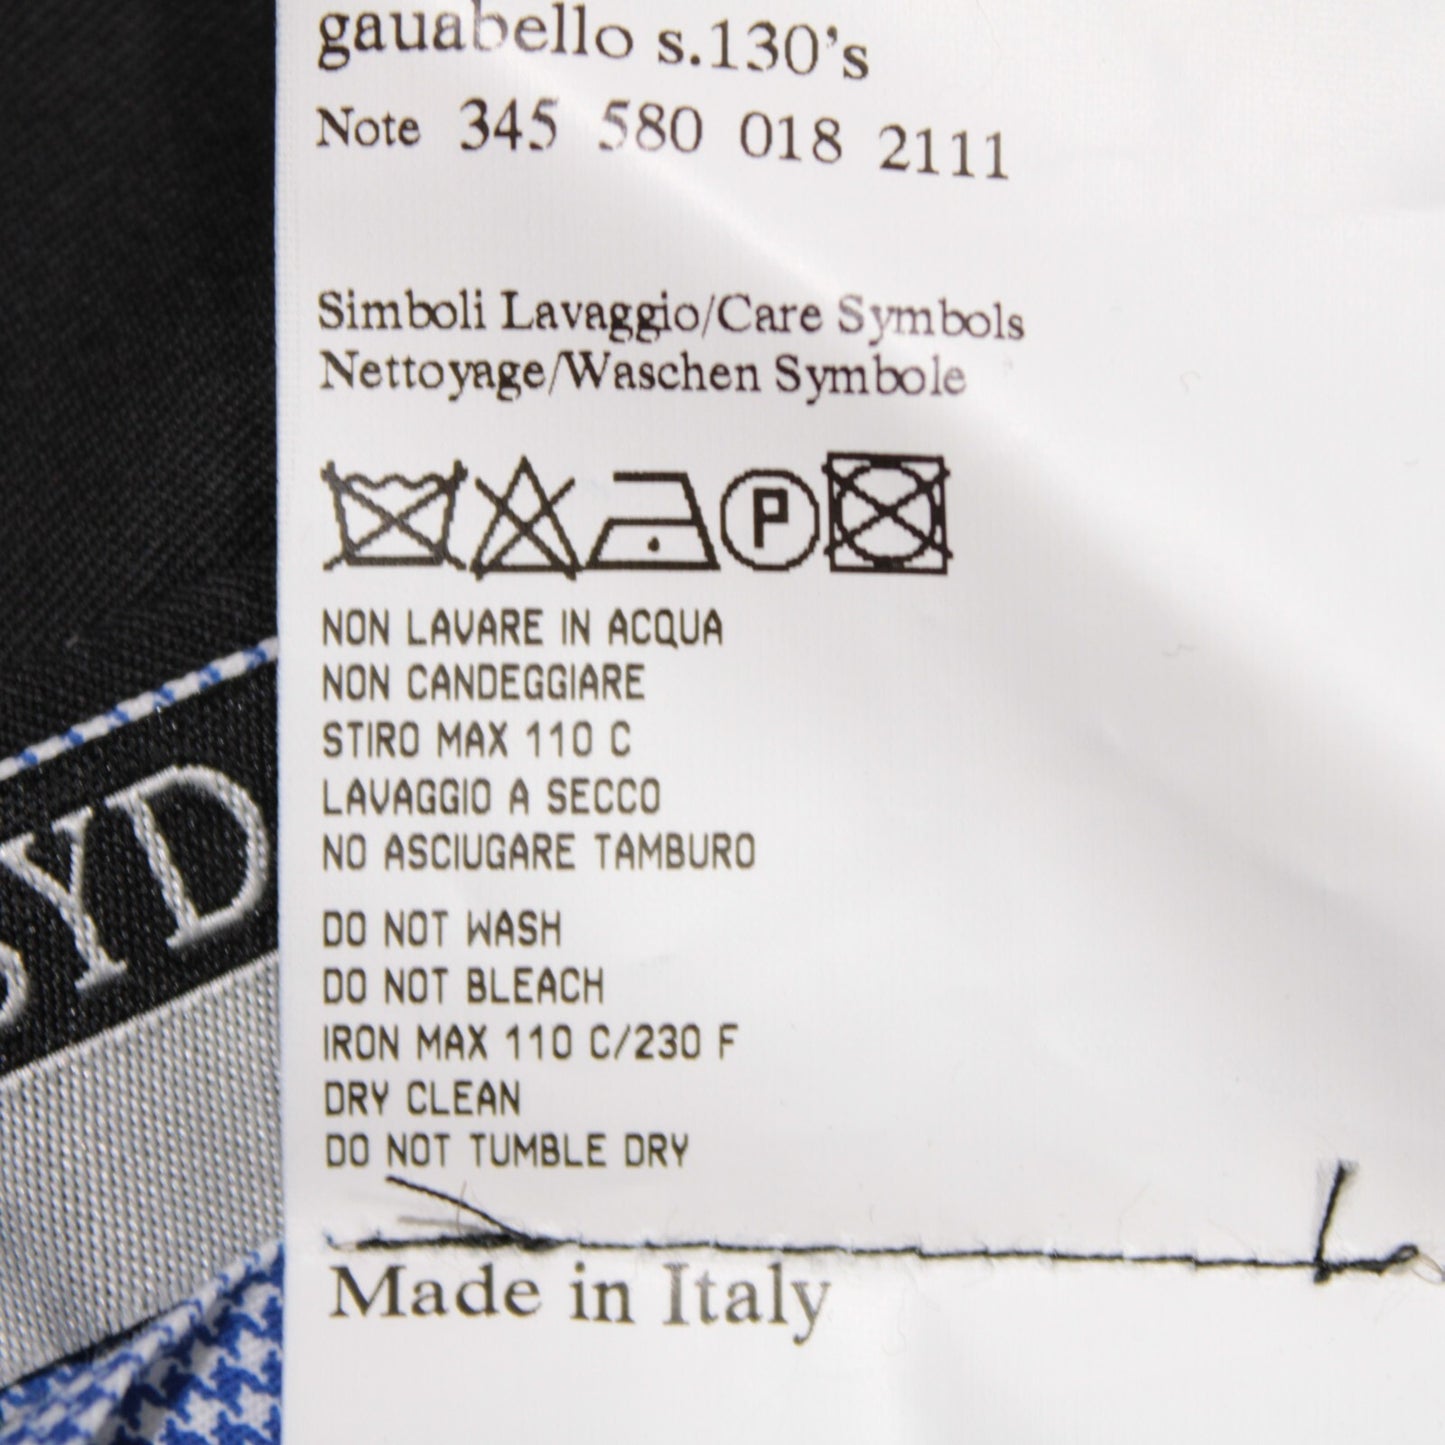 gauabello s.130's
Note 345 580 018 2111
Simboli Lavaggio/Care Symbols
Nettoyage/Waschen Symbole
P
NON LAVARE IN ACQUA
NON CANDEGGIARE
STIRO MAX 110 C
LAVAGGIO A SECCO
NO ASCIUGARE TAMBURO
DO NOT WASH
DO NOT BLEACH
IRON MAX 110 C/230 F
DRY CLEAN
DO NOT TUMBLE DRY
Made in Italy